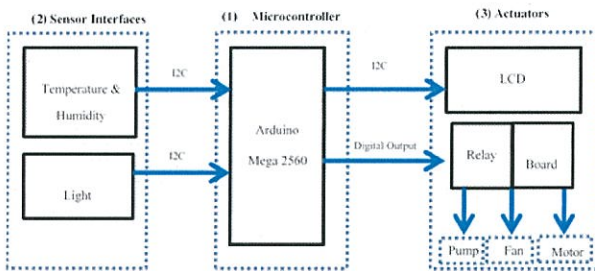 (2) Sensor Interfaces
(1) Microcontroller
(3) Actuators
Temperature &
Humidity
Light
I2C
I2C
Arduino
Mega 2560
I2C
Digital Output
LCD
Relay
Board
Pump
Fan
Motor